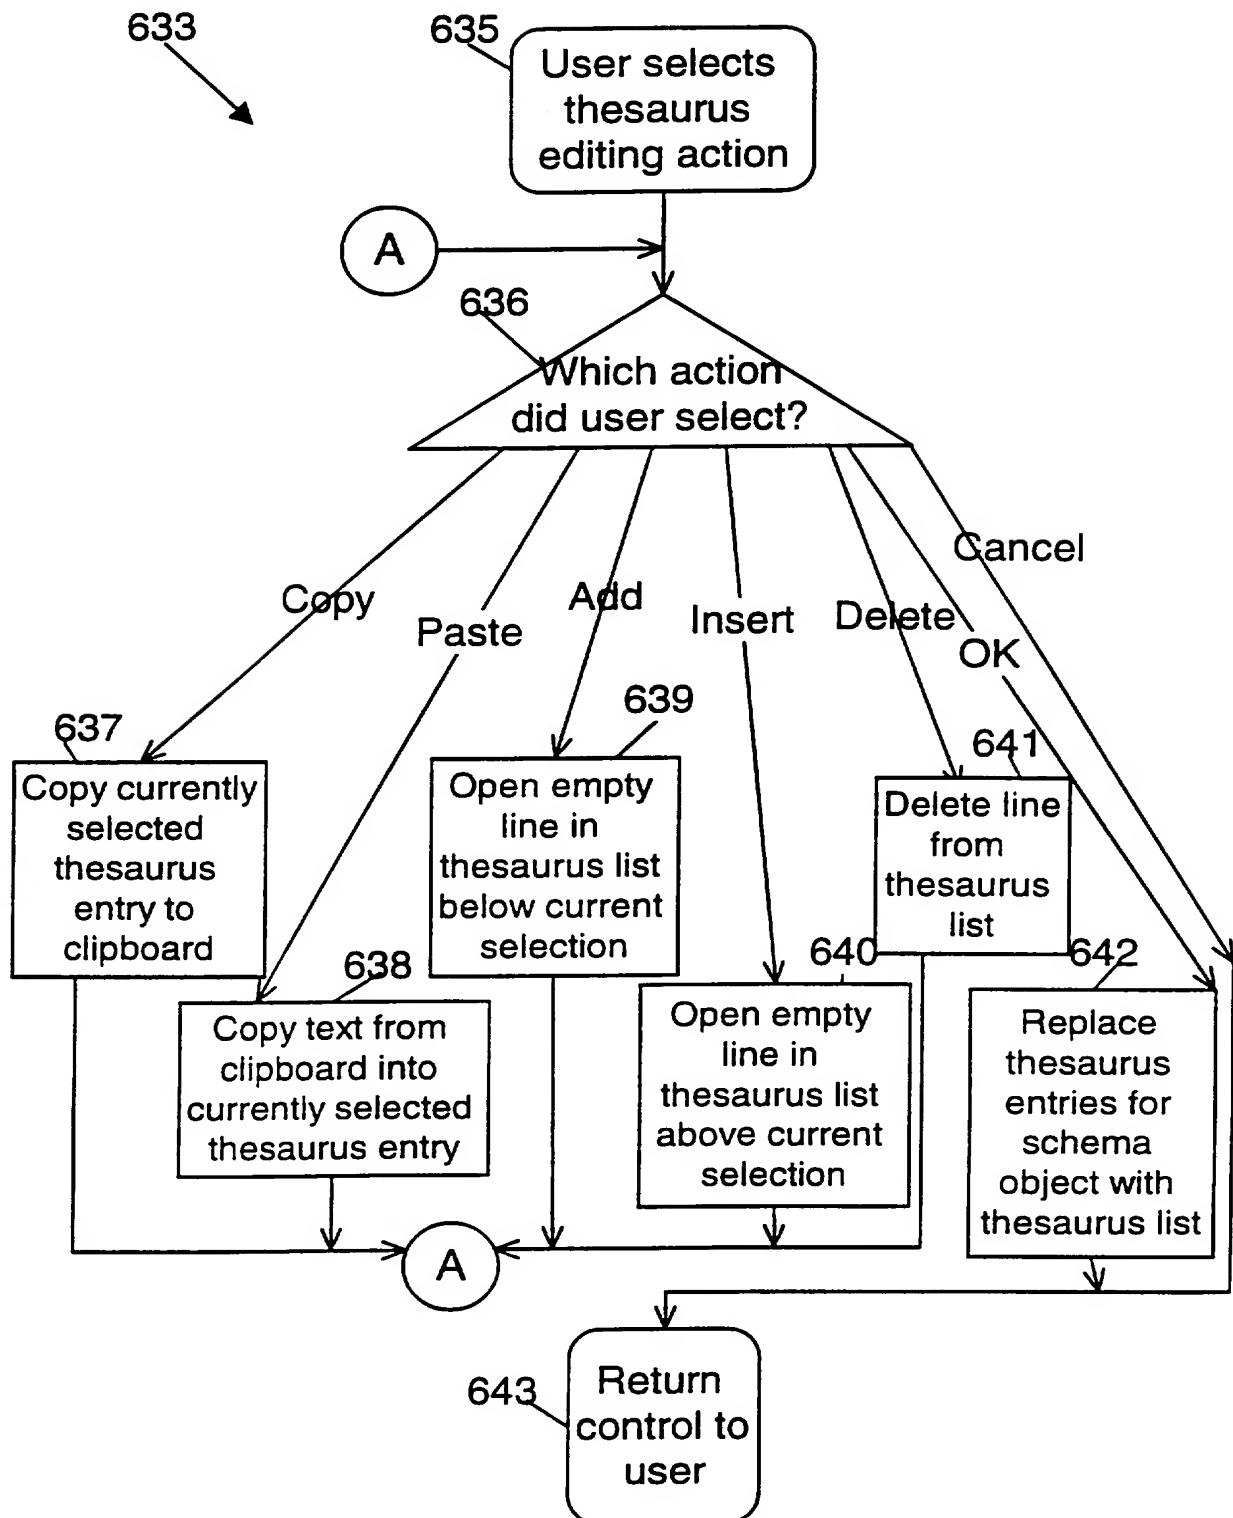 633
635
User selects
thesaurus
editing action
A
636
Which action
did user select?
Cancel
Copy
Add
Paste
Insert
Delete
OK
637
639
641
Copy currently
selected
thesaurus
entry to
clipboard
Open empty
line in
thesaurus list
below current
selection
Delete line
from
thesaurus
list
638
640
642
Copy text from
clipboard into
currently selected
thesaurus entry
Open empty
line in
thesaurus list
above current
selection
Replace
thesaurus
entries for
schema
object with
thesaurus list
A
643
Return
control to
user